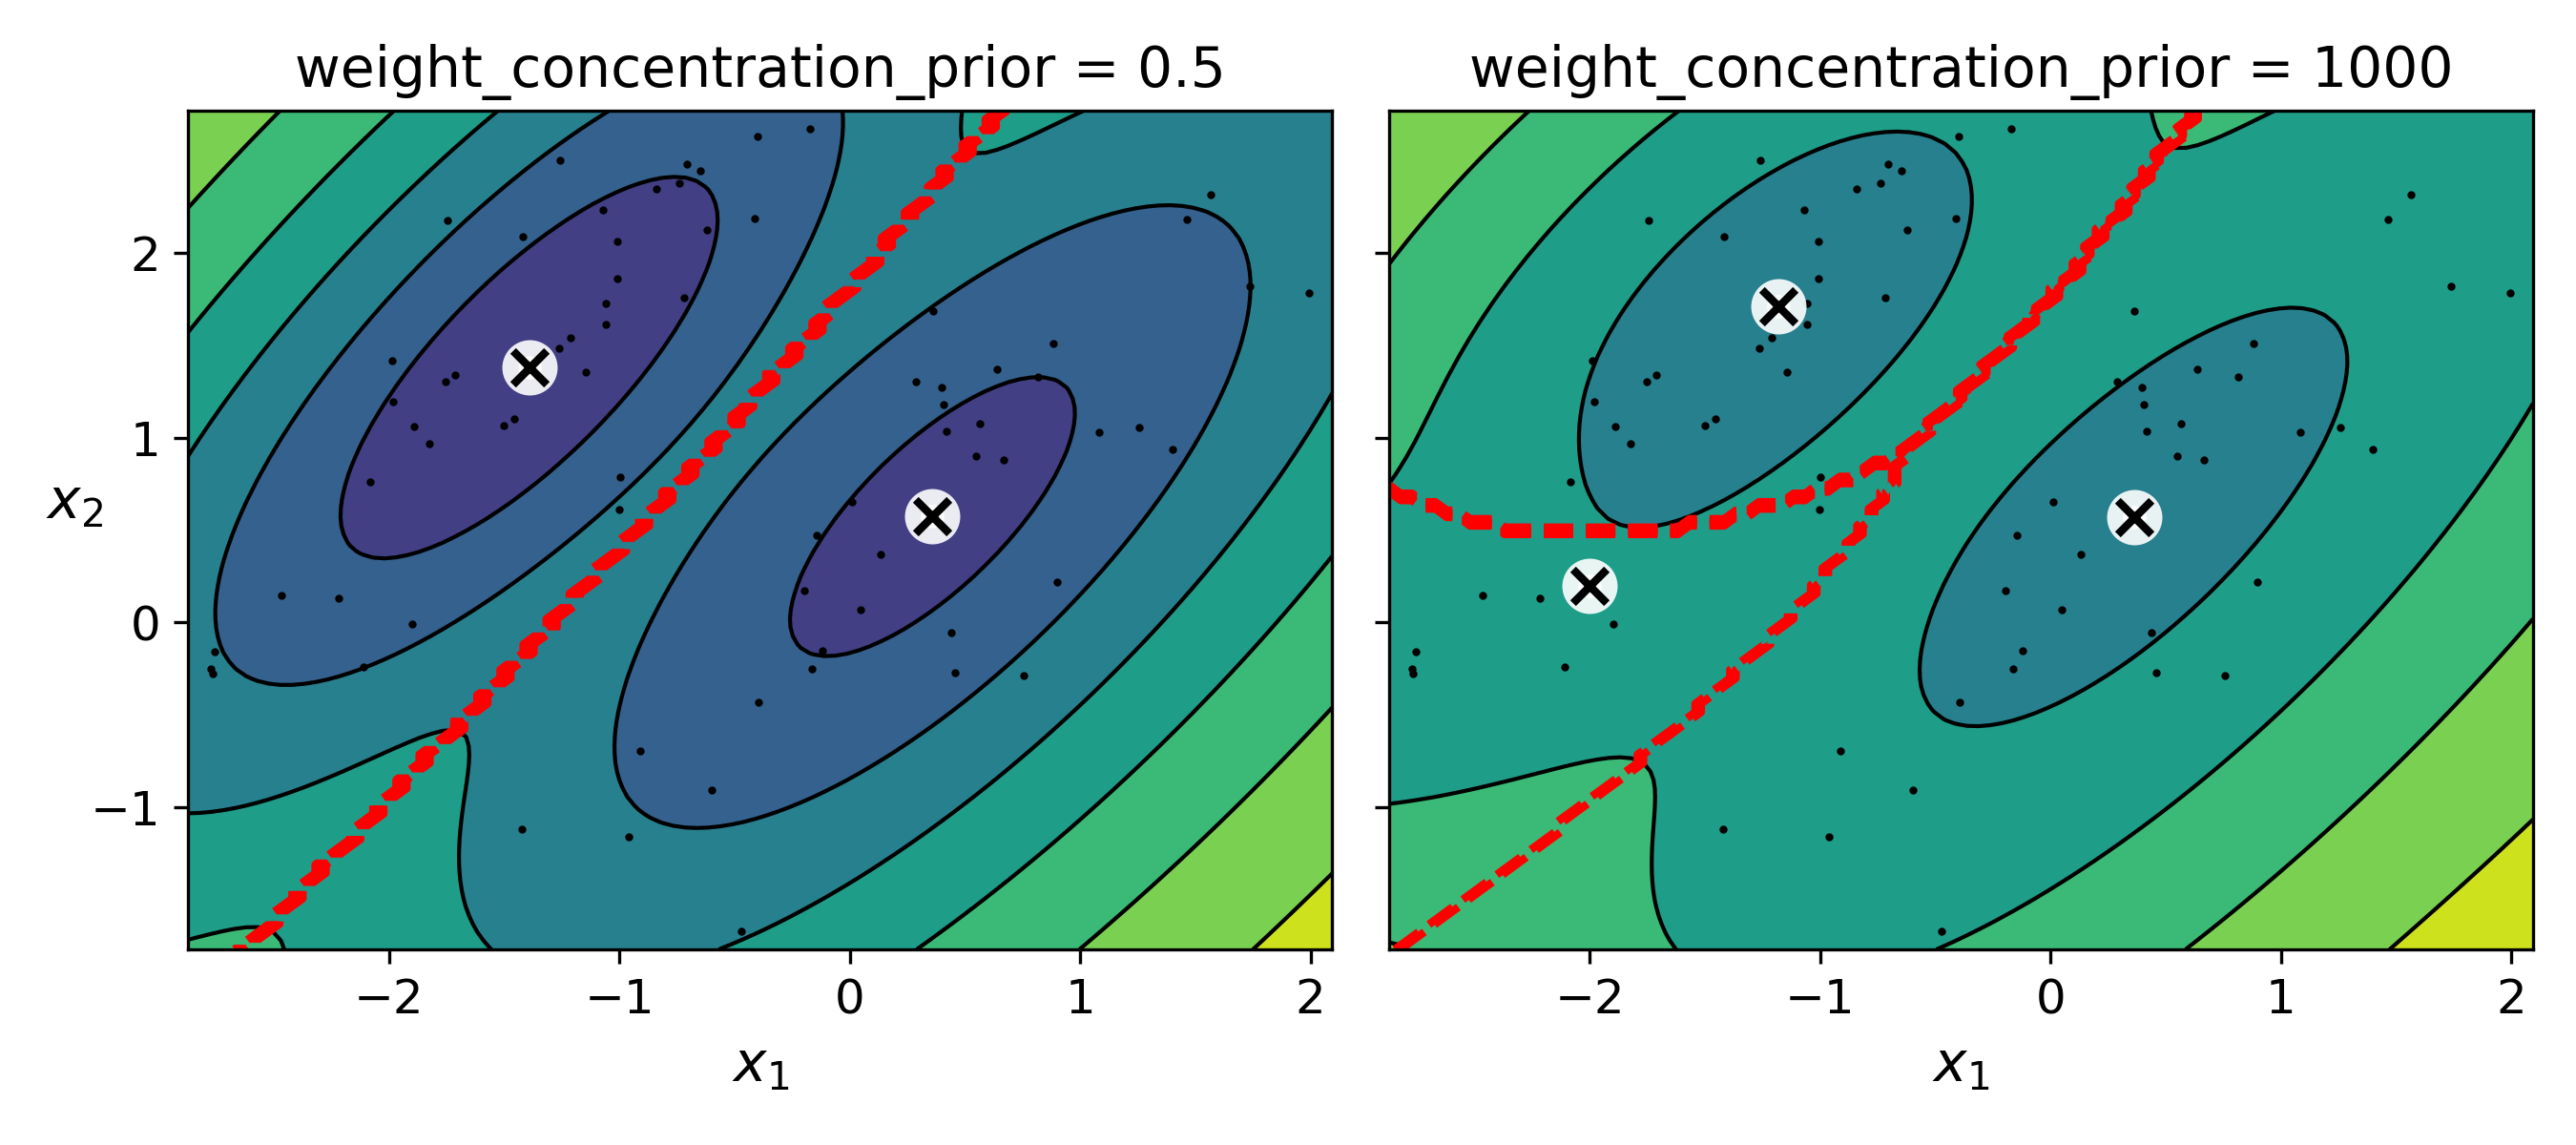 weight_concentration_prior = 0.5
weight_concentration_prior = 1000
x₂
2
1
0
−1
−2 −1 0 1 2
−2 −1 0 1 2
x₁
x₁